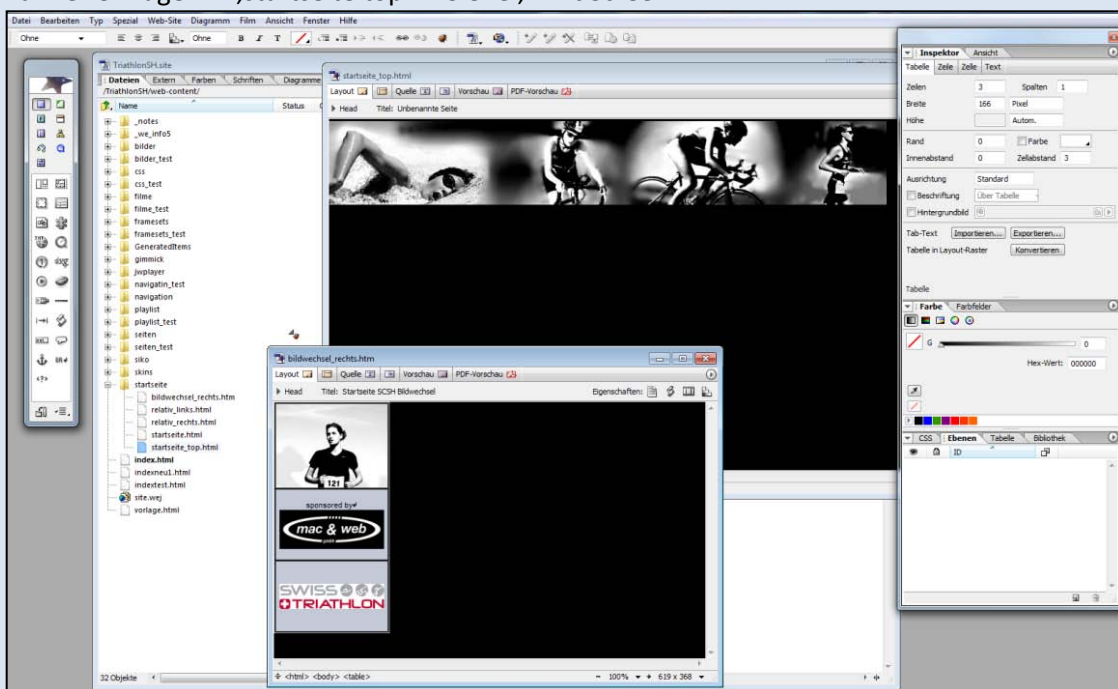 Datei Bearbeiten Typ Spezial Web-Site Diagramm Film Ansicht Fenster Hilfe
Ohne Ohne B I T
TriathlonSH.site
Dateien Extern Farben Schriften Diagramme
/TriathlonSH/web-content/
Name Status
_notes
_we_info5
bilder
bilder_test
css
css_test
filme
filme_test
framesets
framesets_test
GeneratedItems
gimmick
jwplayer
navigatin_test
navigation
playlist
playlist_test
seiten
seiten_test
siko
skins
startseite
bildwechsel_rechts.htm
relativ_links.html
relativ_rechts.html
startseite.html
startseite_top.html
index.html
indexneu1.html
indextest.html
site.wej
vorlage.html
32 Objekte
startseite_top.html
Layout Quelle Vorschau PDF-Vorschau
Head Titel: Unbenannte Seite
bildwechsel_rechts.htm
Layout Quelle Vorschau PDF-Vorschau
Head Titel: Startseite SCSH Bildwechsel Eigenschaften:
121
sponsored by
mac & web
SWISS
TRIATHLON
<html> <body> <table> 100% 619 x 368
Inspektor Ansicht
Tabelle Zeile Zelle Text
Zeilen 3 Spalten 1
Breite 166 Pixel
Höhe Autom.
Rand 0 Farbe
Innenabstand 0 Zellabstand 3
Ausrichtung Standard
Beschriftung Über Tabelle
Hintergrundbild
Tab-Text Importieren... Exportieren...
Tabelle in Layout-Raster Konvertieren
Tabelle
Farbe Farbfelder
G 0
Hex-Wert: 000000
CSS Ebenen Tabelle Bibliothek
ID